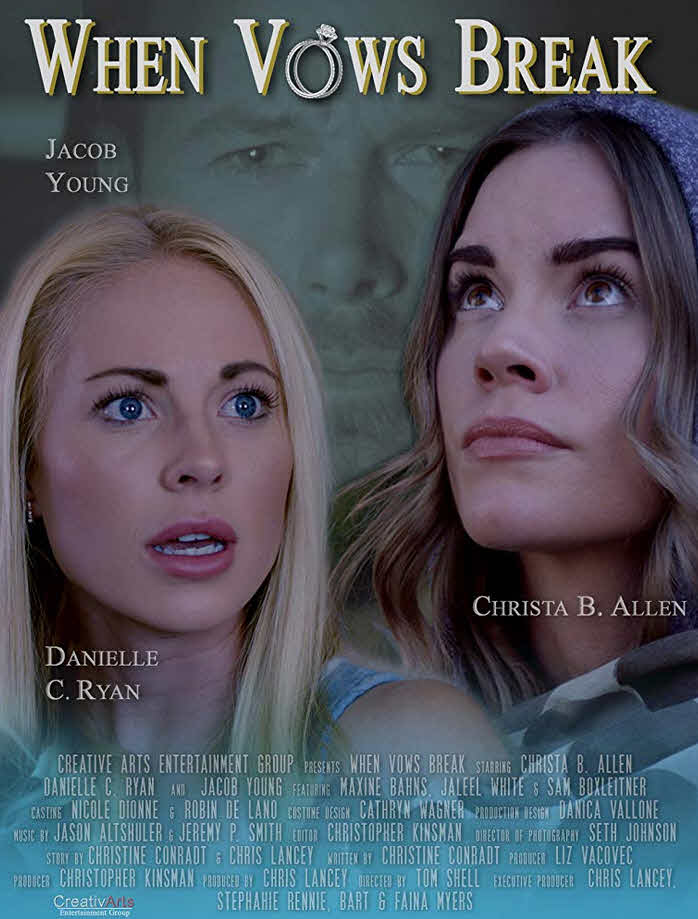 WHEN VOWS BREAK
JACOB
YOUNG
CHRISTA B. ALLEN
DANIELLE
C. RYAN
CREATIVE ARTS ENTERTAINMENT GROUP PRESENTS WHEN VOWS BREAK STARRING CHRISTA B. ALLEN
DANIELLE C. RYAN AND JACOB YOUNG FEATURING MAXINE BAHNS, JALEEL WHITE & SAM BOXLEITNER
CASTING NICOLE DIONNE & ROBIN DE LANO COSTUME DESIGN CATHRYN WAGNER PRODUCTION DESIGN DANICA VALLONE
MUSIC BY JASON ALTSHULER & JEREMY P. SMITH EDITOR CHRISTOPHER KINSMAN DIRECTOR OF PHOTOGRAPHY SETH JOHNSON
STORY BY CHRISTINE CONRADT & CHRIS LANCEY WRITTEN BY CHRISTINE CONRADT PRODUCER LIZ VACOVEC
PRODUCER CHRISTOPHER KINSMAN PRODUCED BY CHRIS LANCEY DIRECTED BY TOM SHELL EXECUTIVE PRODUCER CHRIS LANCEY,
STEPHANIE RENNIE, BART & FAINA MYERS
CreativArts
Entertainment Group